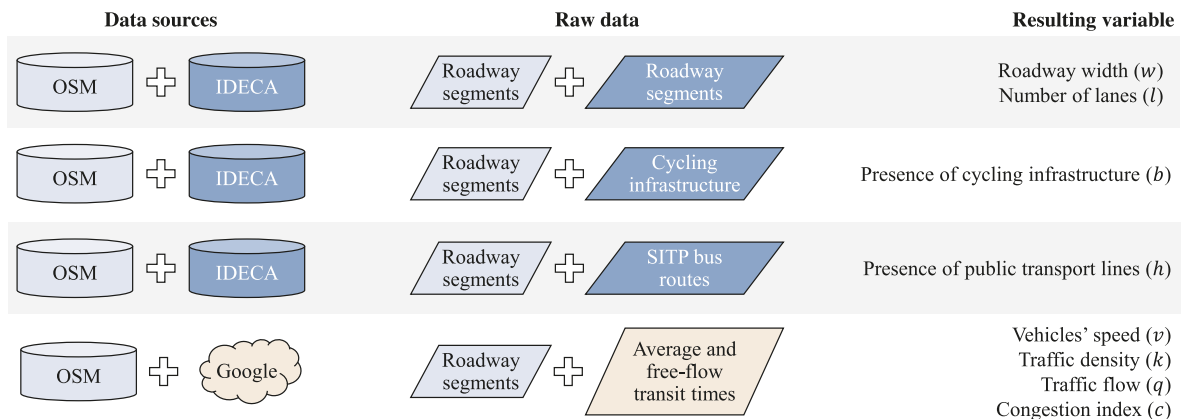 Data sources
Raw data
Resulting variable
OSM
IDECA
Roadway
segments
Roadway
segments
Roadway width (w)
Number of lanes (l)
OSM
IDECA
Roadway
segments
Cycling
infrastructure
Presence of cycling infrastructure (b)
OSM
IDECA
Roadway
segments
SITP bus
routes
Presence of public transport lines (h)
OSM
Google
Roadway
segments
Average and
free-flow
transit times
Vehicles' speed (v)
Traffic density (k)
Traffic flow (q)
Congestion index (c)